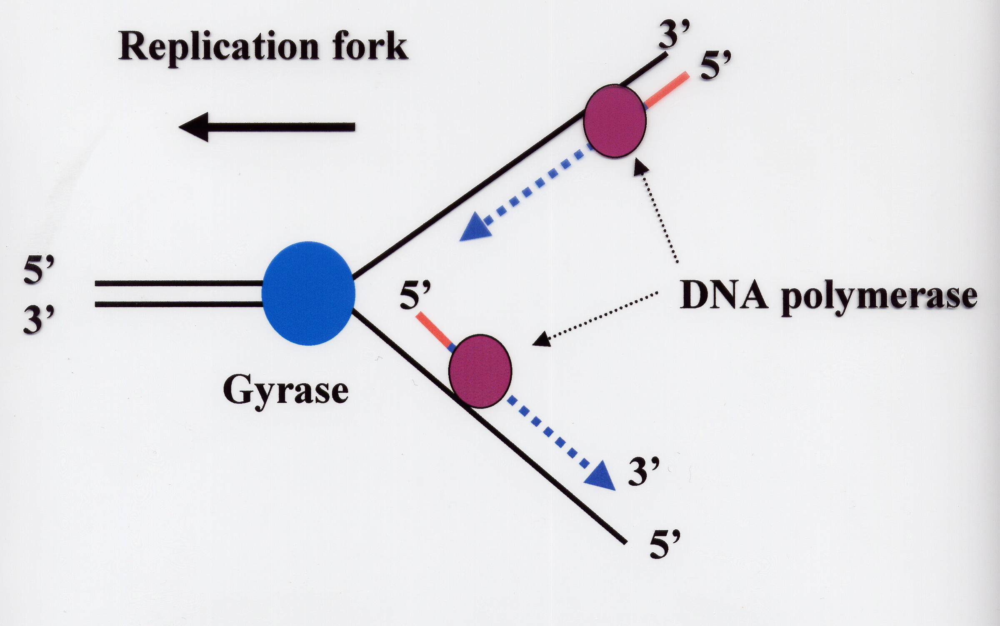 Replication fork
3’
5’
5’
3’
5’
DNA polymerase
Gyrase
3’
5’